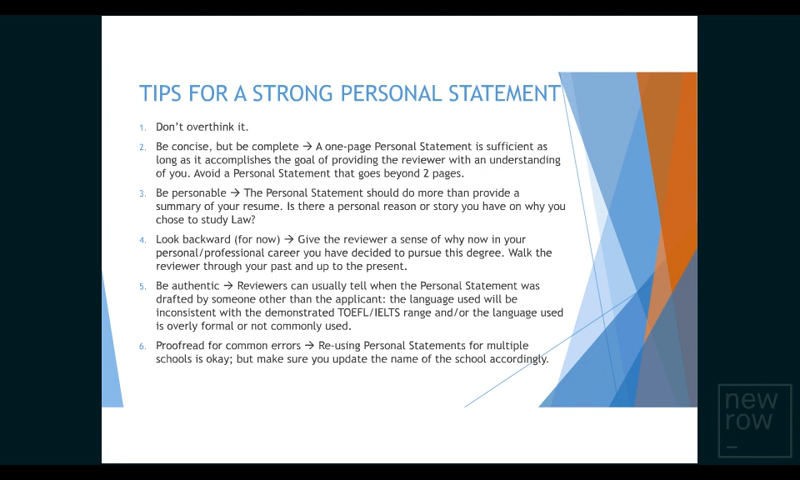 TIPS FOR A STRONG PERSONAL STATEMENT
1. Don't overthink it.
2. Be concise, but be complete → A one-page Personal Statement is sufficient as
long as it accomplishes the goal of providing the reviewer with an understanding
of you. Avoid a Personal Statement that goes beyond 2 pages.
3. Be personable → The Personal Statement should do more than provide a
summary of your resume. Is there a personal reason or story you have on why you
chose to study Law?
4. Look backward (for now) → Give the reviewer a sense of why now in your
personal/professional career you have decided to pursue this degree. Walk the
reviewer through your past and up to the present.
5. Be authentic → Reviewers can usually tell when the Personal Statement was
drafted by someone other than the applicant: the language used will be
inconsistent with the demonstrated TOEFL/IELTS range and/or the language used
is overly formal or not commonly used.
6. Proofread for common errors → Re-using Personal Statements for multiple
schools is okay; but make sure you update the name of the school accordingly.
new
row